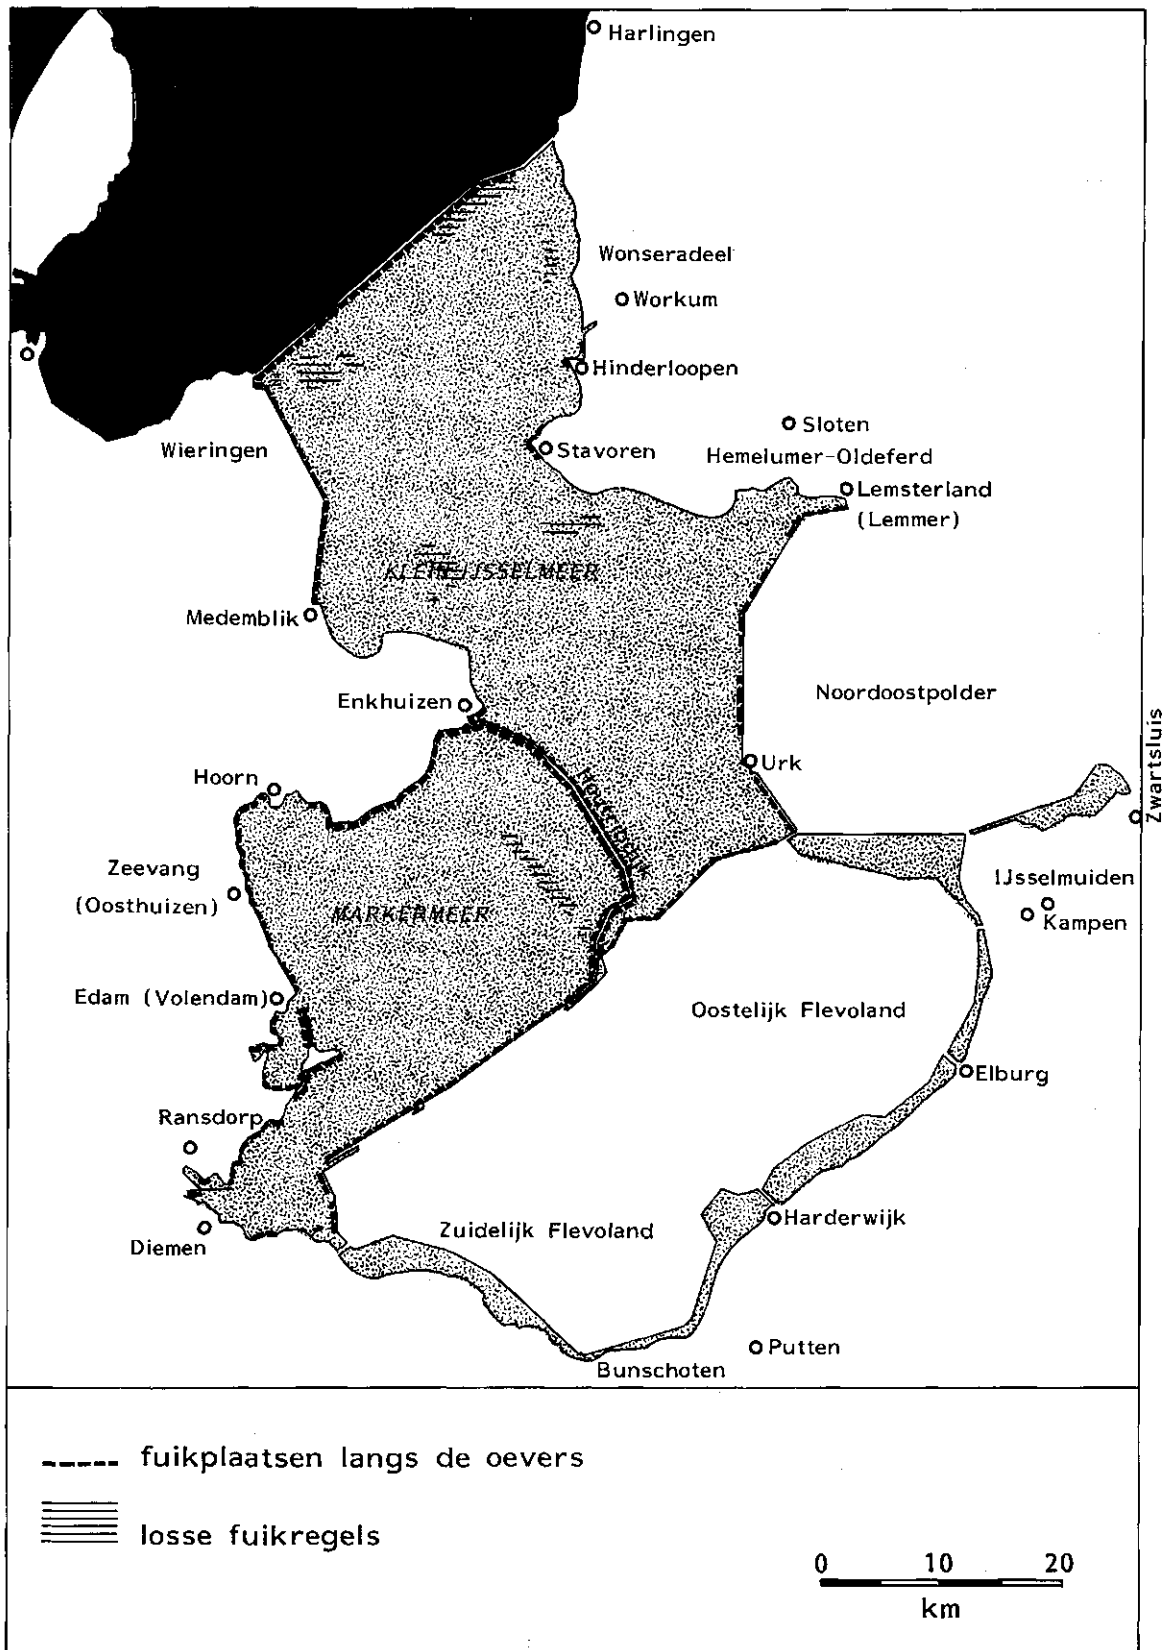 Harlingen
Wonseradeel
Workum
Hinderloopen
Sloten
Wieringen
Stavoren
Hemelumer-Oldeferd
Lemsterland
(Lemmer)
KLEIN IJSSELMEER
Medemblik
Enkhuizen
Noordoostpolder
Zwartsluis
Urk
Hoorn
Houtribdijk
Zeevang
(Oosthuizen)
IJsselmuiden
MARKERMEER
Kampen
Edam (Volendam)
Oostelijk Flevoland
Elburg
Ransdorp
Harderwijk
Zuidelijk Flevoland
Diemen
Putten
Bunschoten
fuikplaatsen langs de oevers
losse fuikregels
0 10 20
km